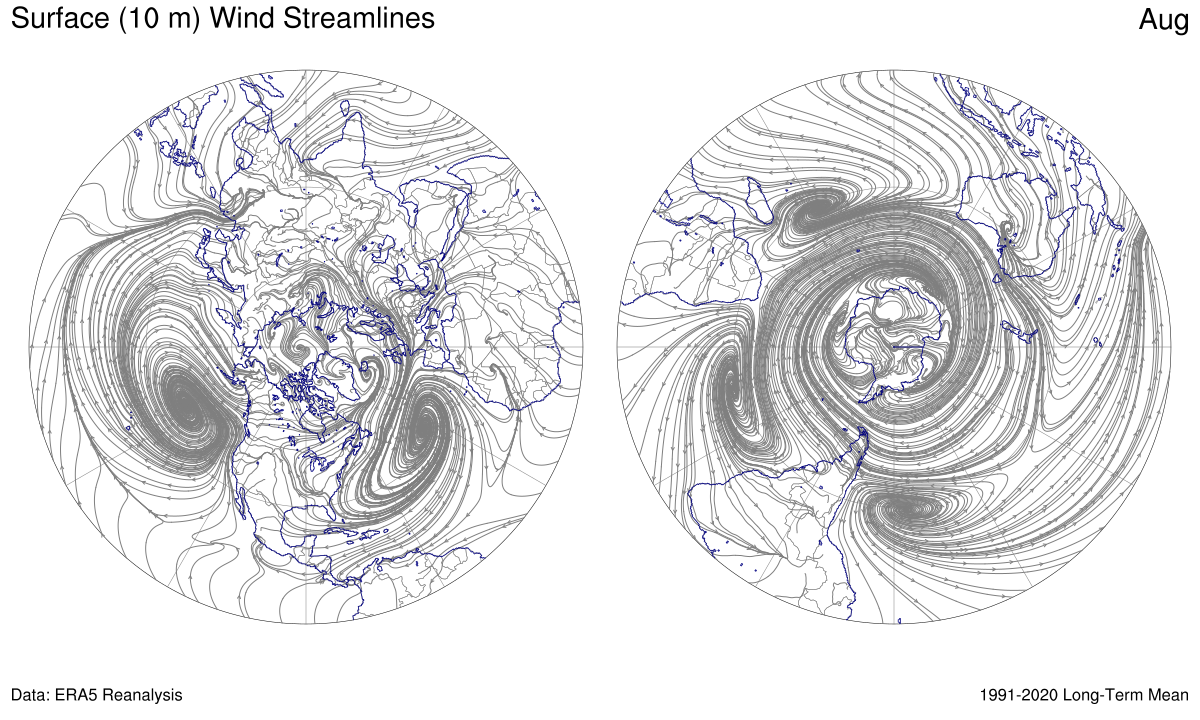 Surface (10 m) Wind Streamlines
Aug
Data: ERA5 Reanalysis
1991-2020 Long-Term Mean